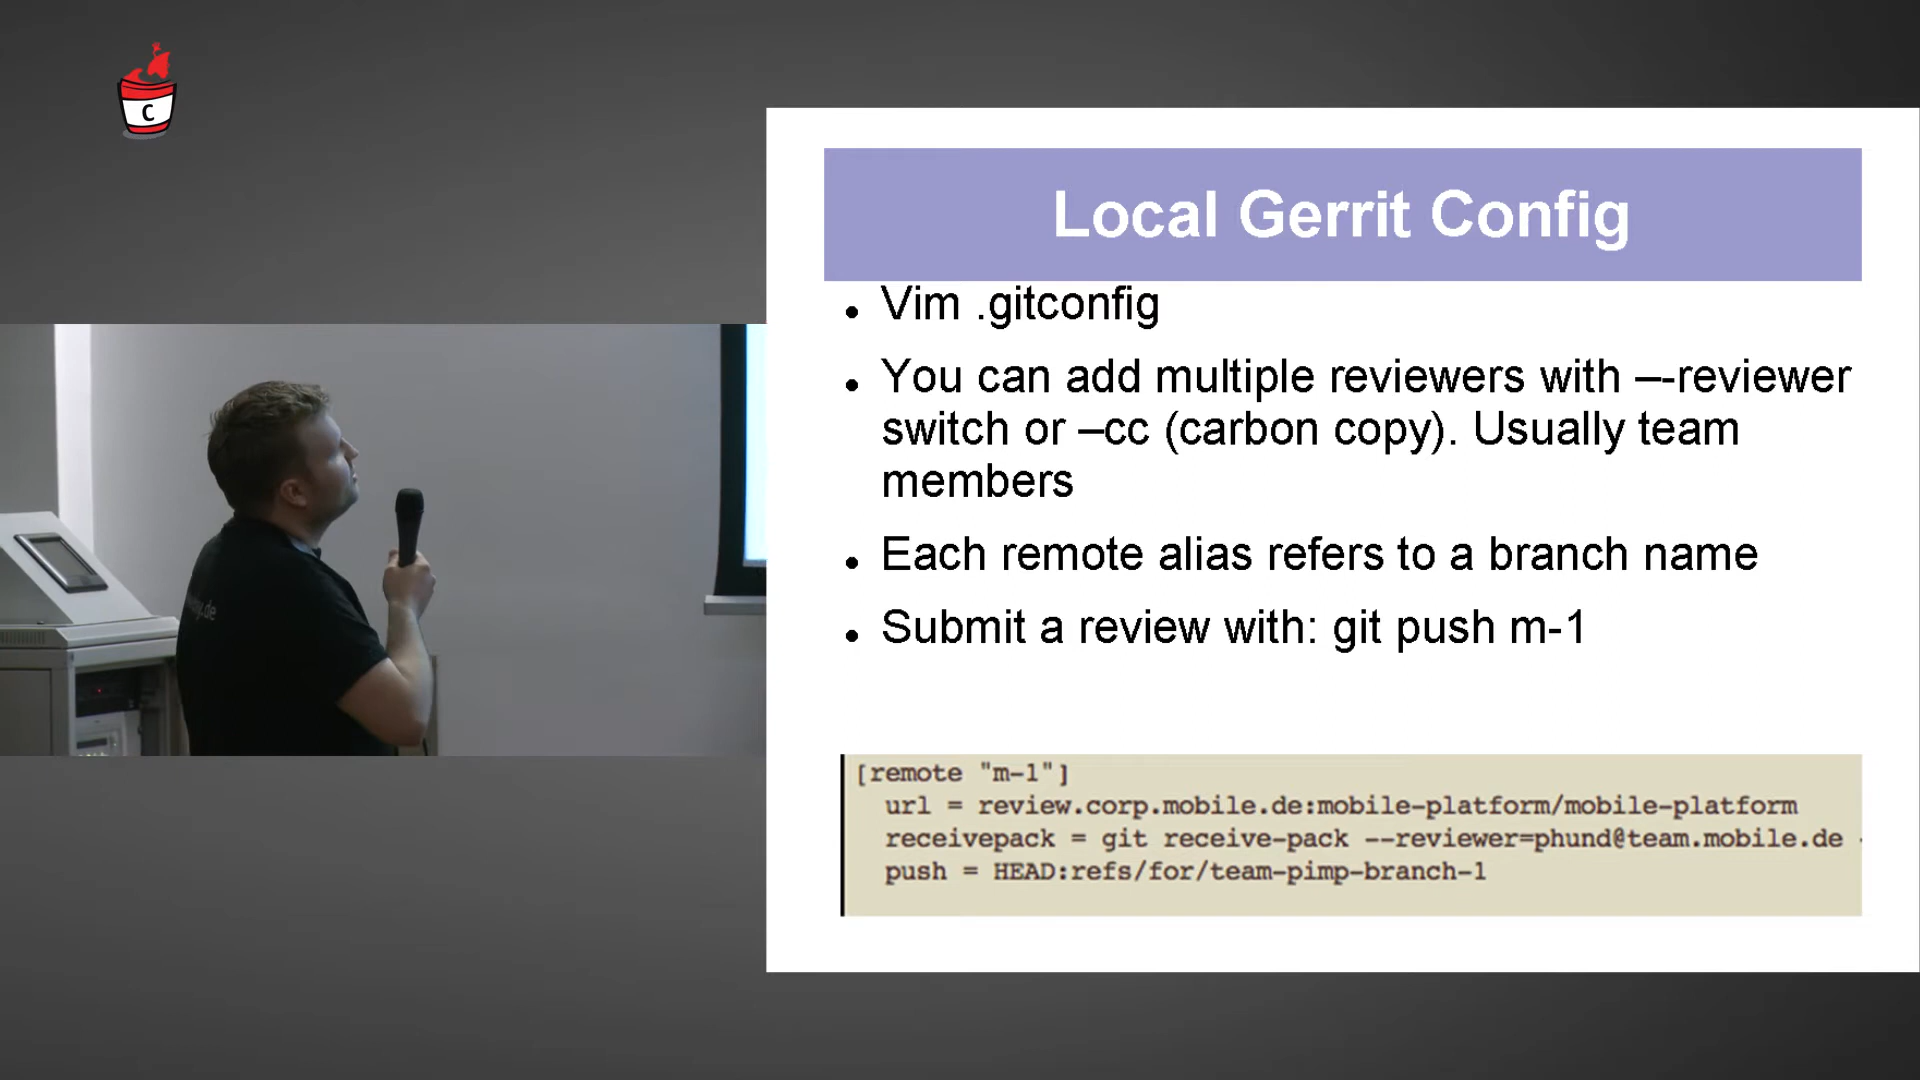 C
Local Gerrit Config
• Vim .gitconfig
• You can add multiple reviewers with –-reviewer
switch or –cc (carbon copy). Usually team
members
• Each remote alias refers to a branch name
• Submit a review with: git push m-1
[remote "m-1"]
url = review.corp.mobile.de:mobile-platform/mobile-platform
receivepack = git receive-pack --reviewer=phund@team.mobile.de
push = HEAD:refs/for/team-pimp-branch-1